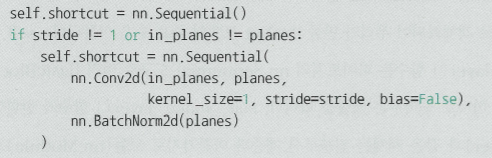 self.shortcut = nn.Sequential()
if stride != 1 or in_planes != planes:
    self.shortcut = nn.Sequential(
        nn.Conv2d(in_planes, planes,
                  kernel_size=1, stride=stride, bias=False),
        nn.BatchNorm2d(planes)
    )